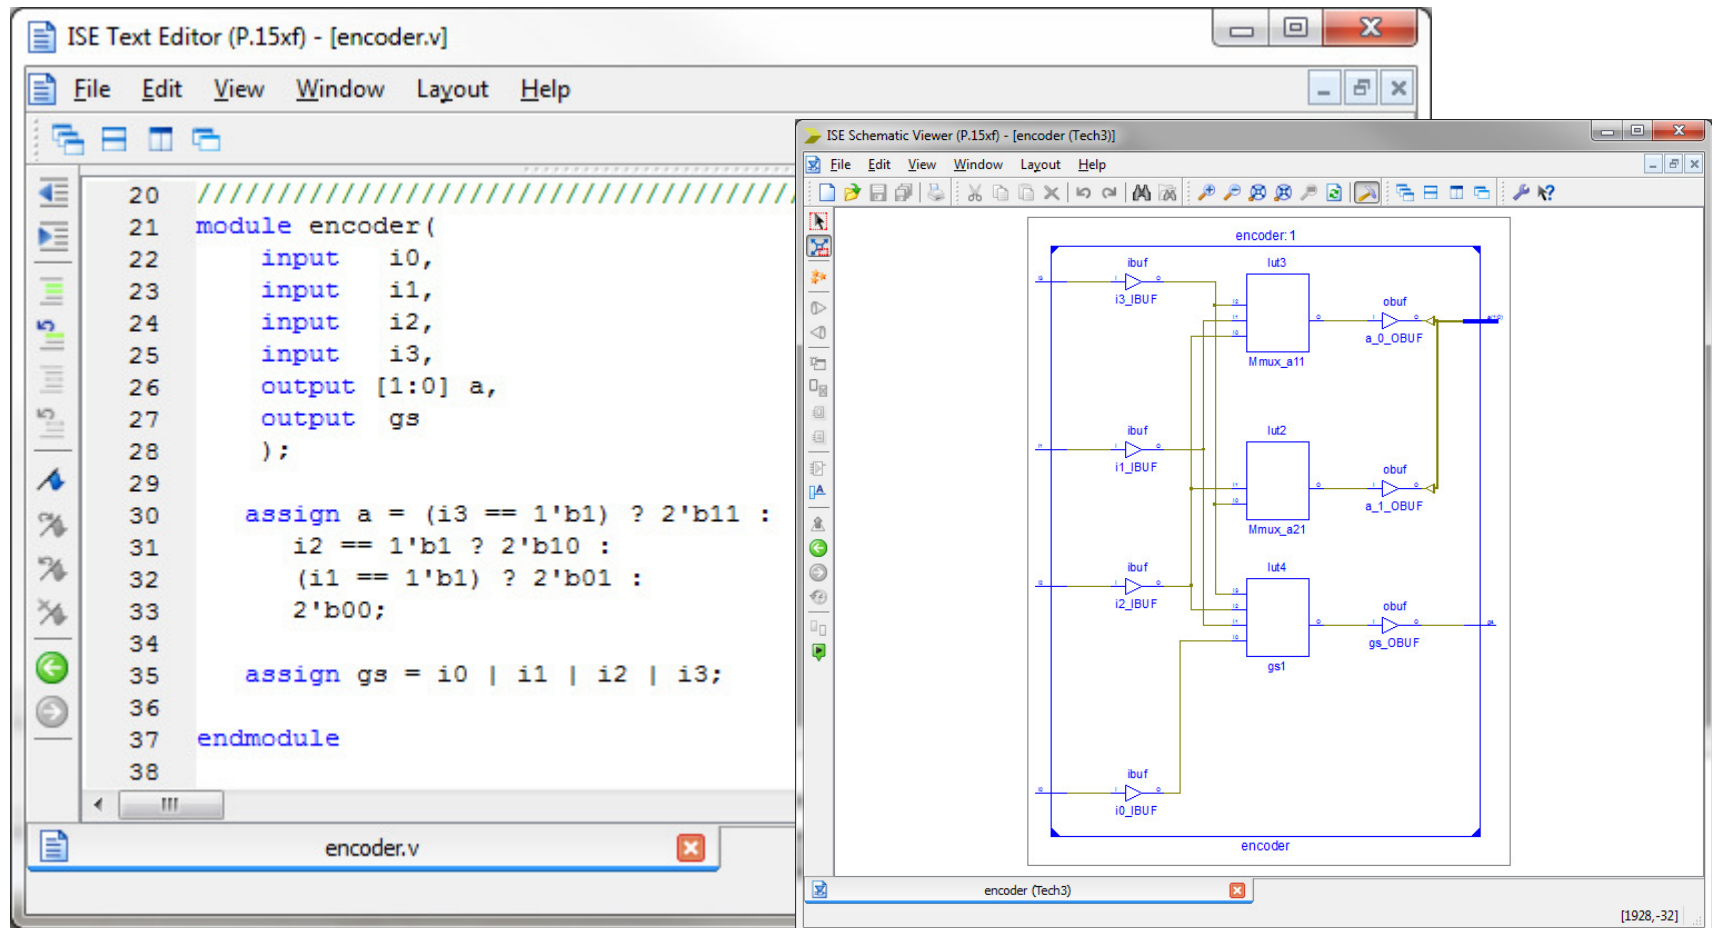 ISE Text Editor (P.15xf) - [encoder.v]
File Edit View Window Layout Help
20 //////////////////////////////////////
21 module encoder(
22 input i0,
23 input i1,
24 input i2,
25 input i3,
26 output [1:0] a,
27 output gs
28 );
29
30 assign a = (i3 == 1'b1) ? 2'b11 :
31 i2 == 1'b1 ? 2'b10 :
32 (i1 == 1'b1) ? 2'b01 :
33 2'b00;
34
35 assign gs = i0 | i1 | i2 | i3;
36
37 endmodule
38
encoder.v
ISE Schematic Viewer (P.15xf) - [encoder (Tech3)]
File Edit View Window Layout Help
encoder:1
ibuf
i3_IBUF
lut3
Mmux_a11
obuf
a_0_OBUF
ibuf
i1_IBUF
lut2
Mmux_a21
obuf
a_1_OBUF
ibuf
i2_IBUF
lut4
gs1
obuf
gs_OBUF
ibuf
i0_IBUF
encoder
encoder (Tech3)
[1928,-32]